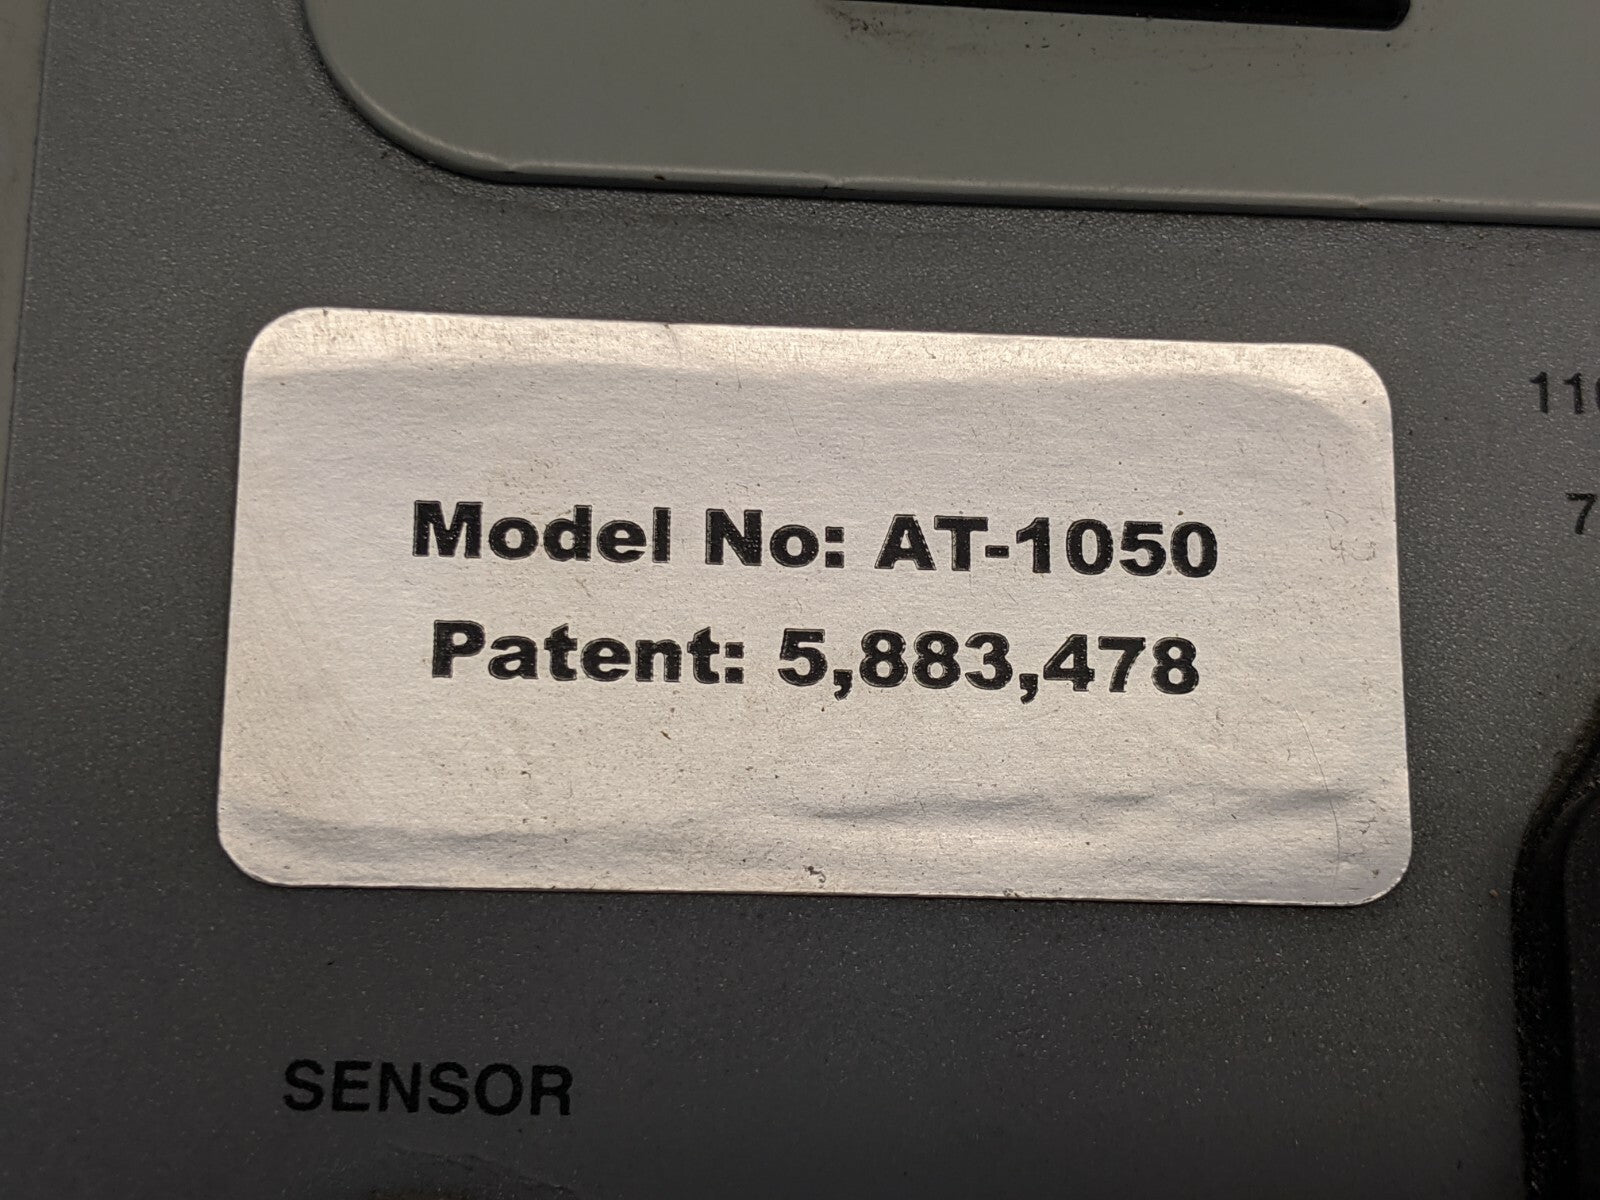 Model No: AT-1050
Patent: 5,883,478
SENSOR